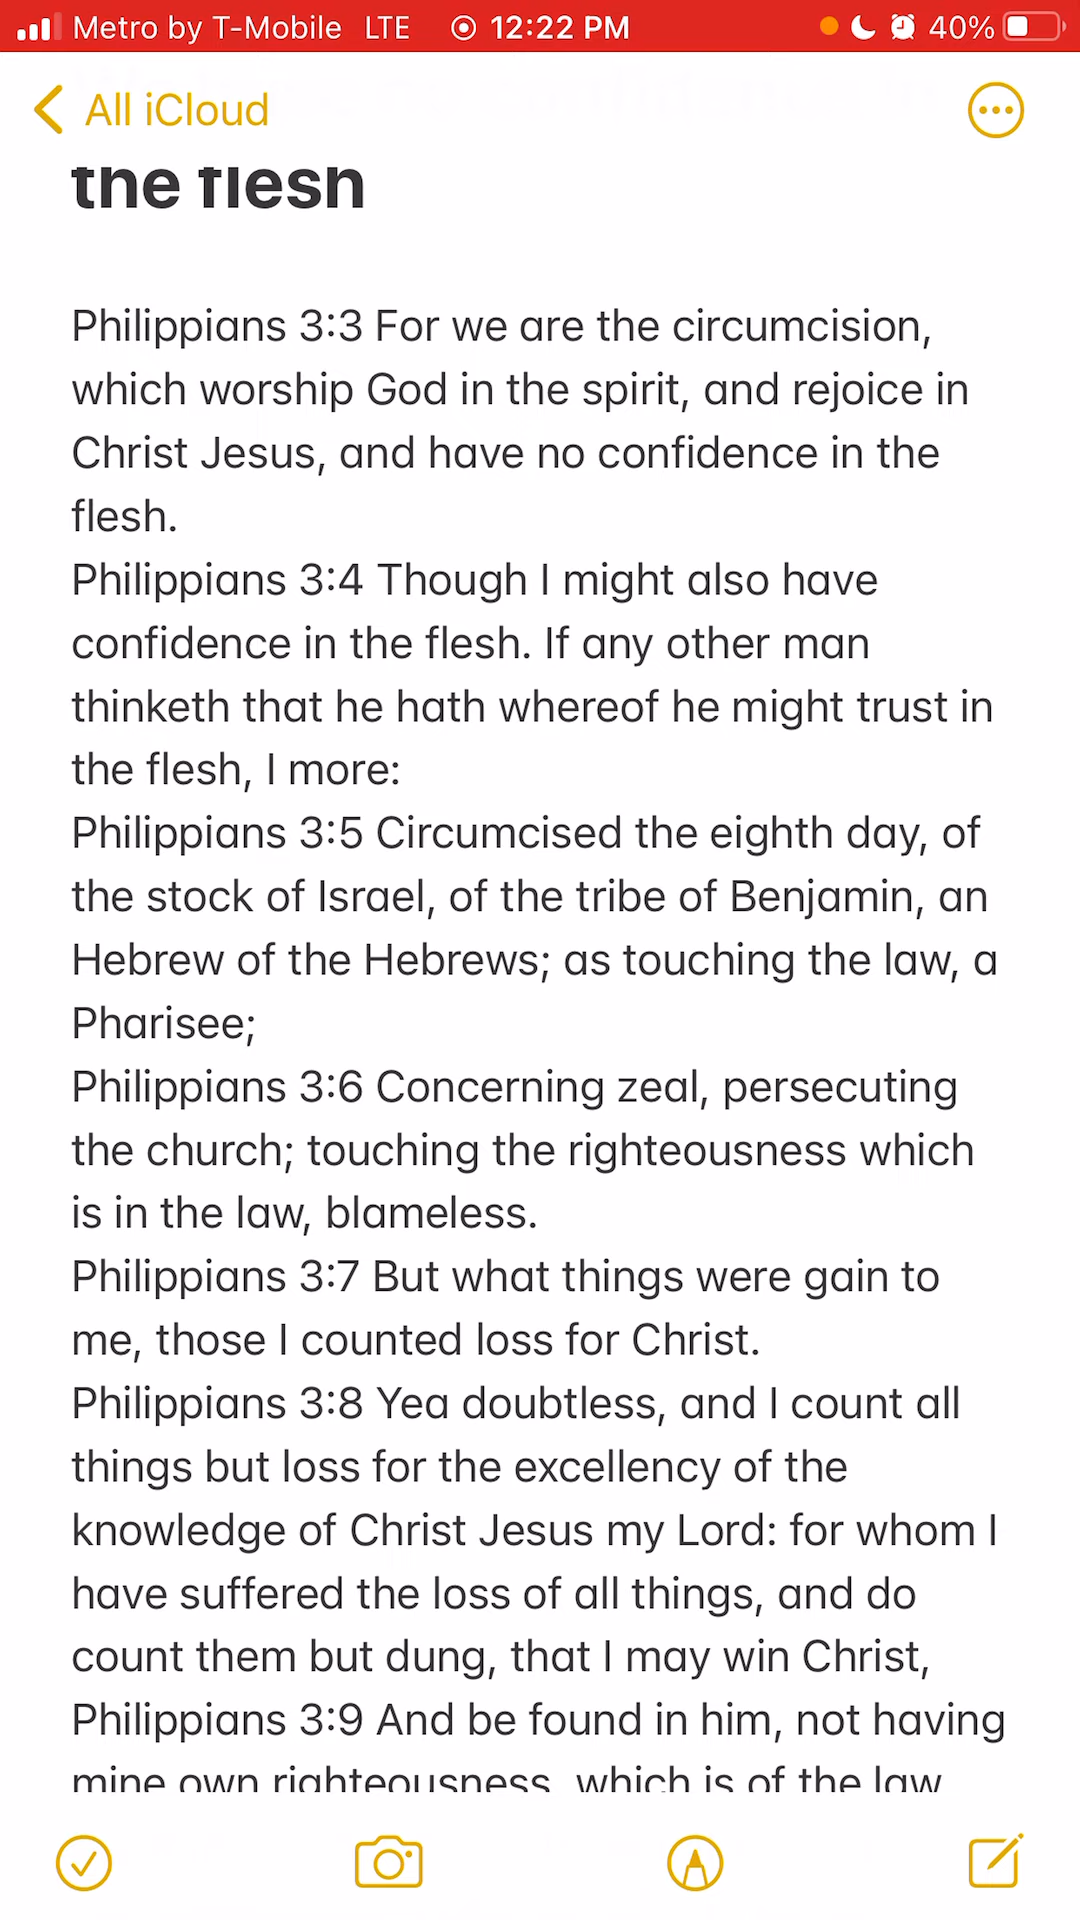 Metro by T-Mobile LTE 12:22 PM 40%
All iCloud
the flesh
Philippians 3:3 For we are the circumcision,
which worship God in the spirit, and rejoice in
Christ Jesus, and have no confidence in the
flesh.
Philippians 3:4 Though I might also have
confidence in the flesh. If any other man
thinketh that he hath whereof he might trust in
the flesh, I more:
Philippians 3:5 Circumcised the eighth day, of
the stock of Israel, of the tribe of Benjamin, an
Hebrew of the Hebrews; as touching the law, a
Pharisee;
Philippians 3:6 Concerning zeal, persecuting
the church; touching the righteousness which
is in the law, blameless.
Philippians 3:7 But what things were gain to
me, those I counted loss for Christ.
Philippians 3:8 Yea doubtless, and I count all
things but loss for the excellency of the
knowledge of Christ Jesus my Lord: for whom I
have suffered the loss of all things, and do
count them but dung, that I may win Christ,
Philippians 3:9 And be found in him, not having
mine own righteousness, which is of the law